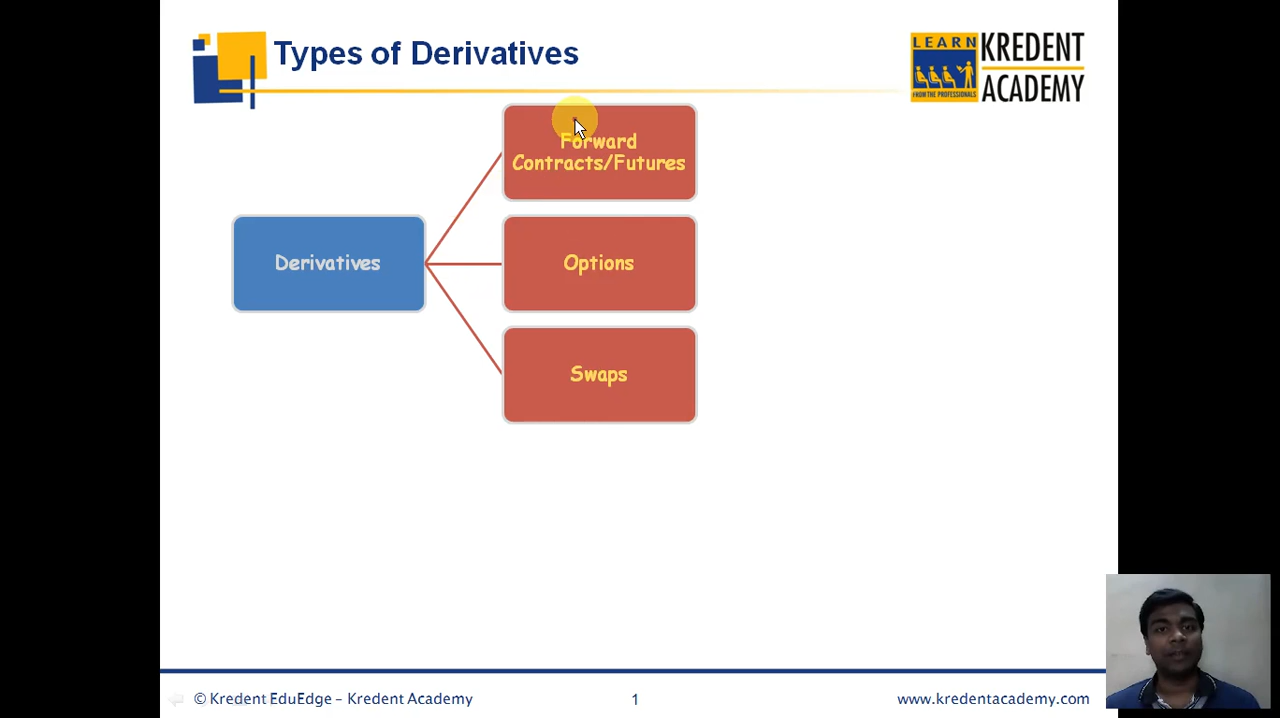 Types of Derivatives
LEARN
FROM THE PROFESSIONALS
KREDENT
ACADEMY
Forward
Contracts/Futures
Derivatives
Options
Swaps
© Kredent EduEdge – Kredent Academy
1
www.kredentacademy.com